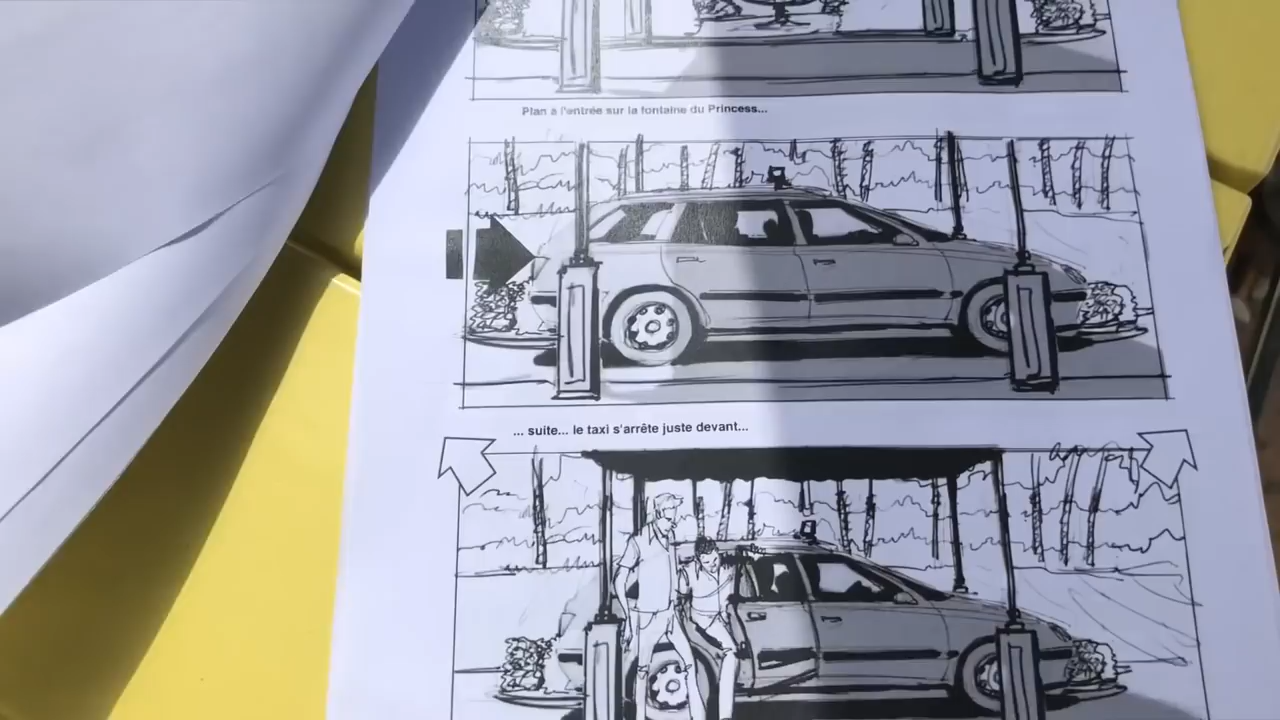 Plan à l'entrée sur la fontaine du Princess...
... suite... le taxi s'arrête juste devant...